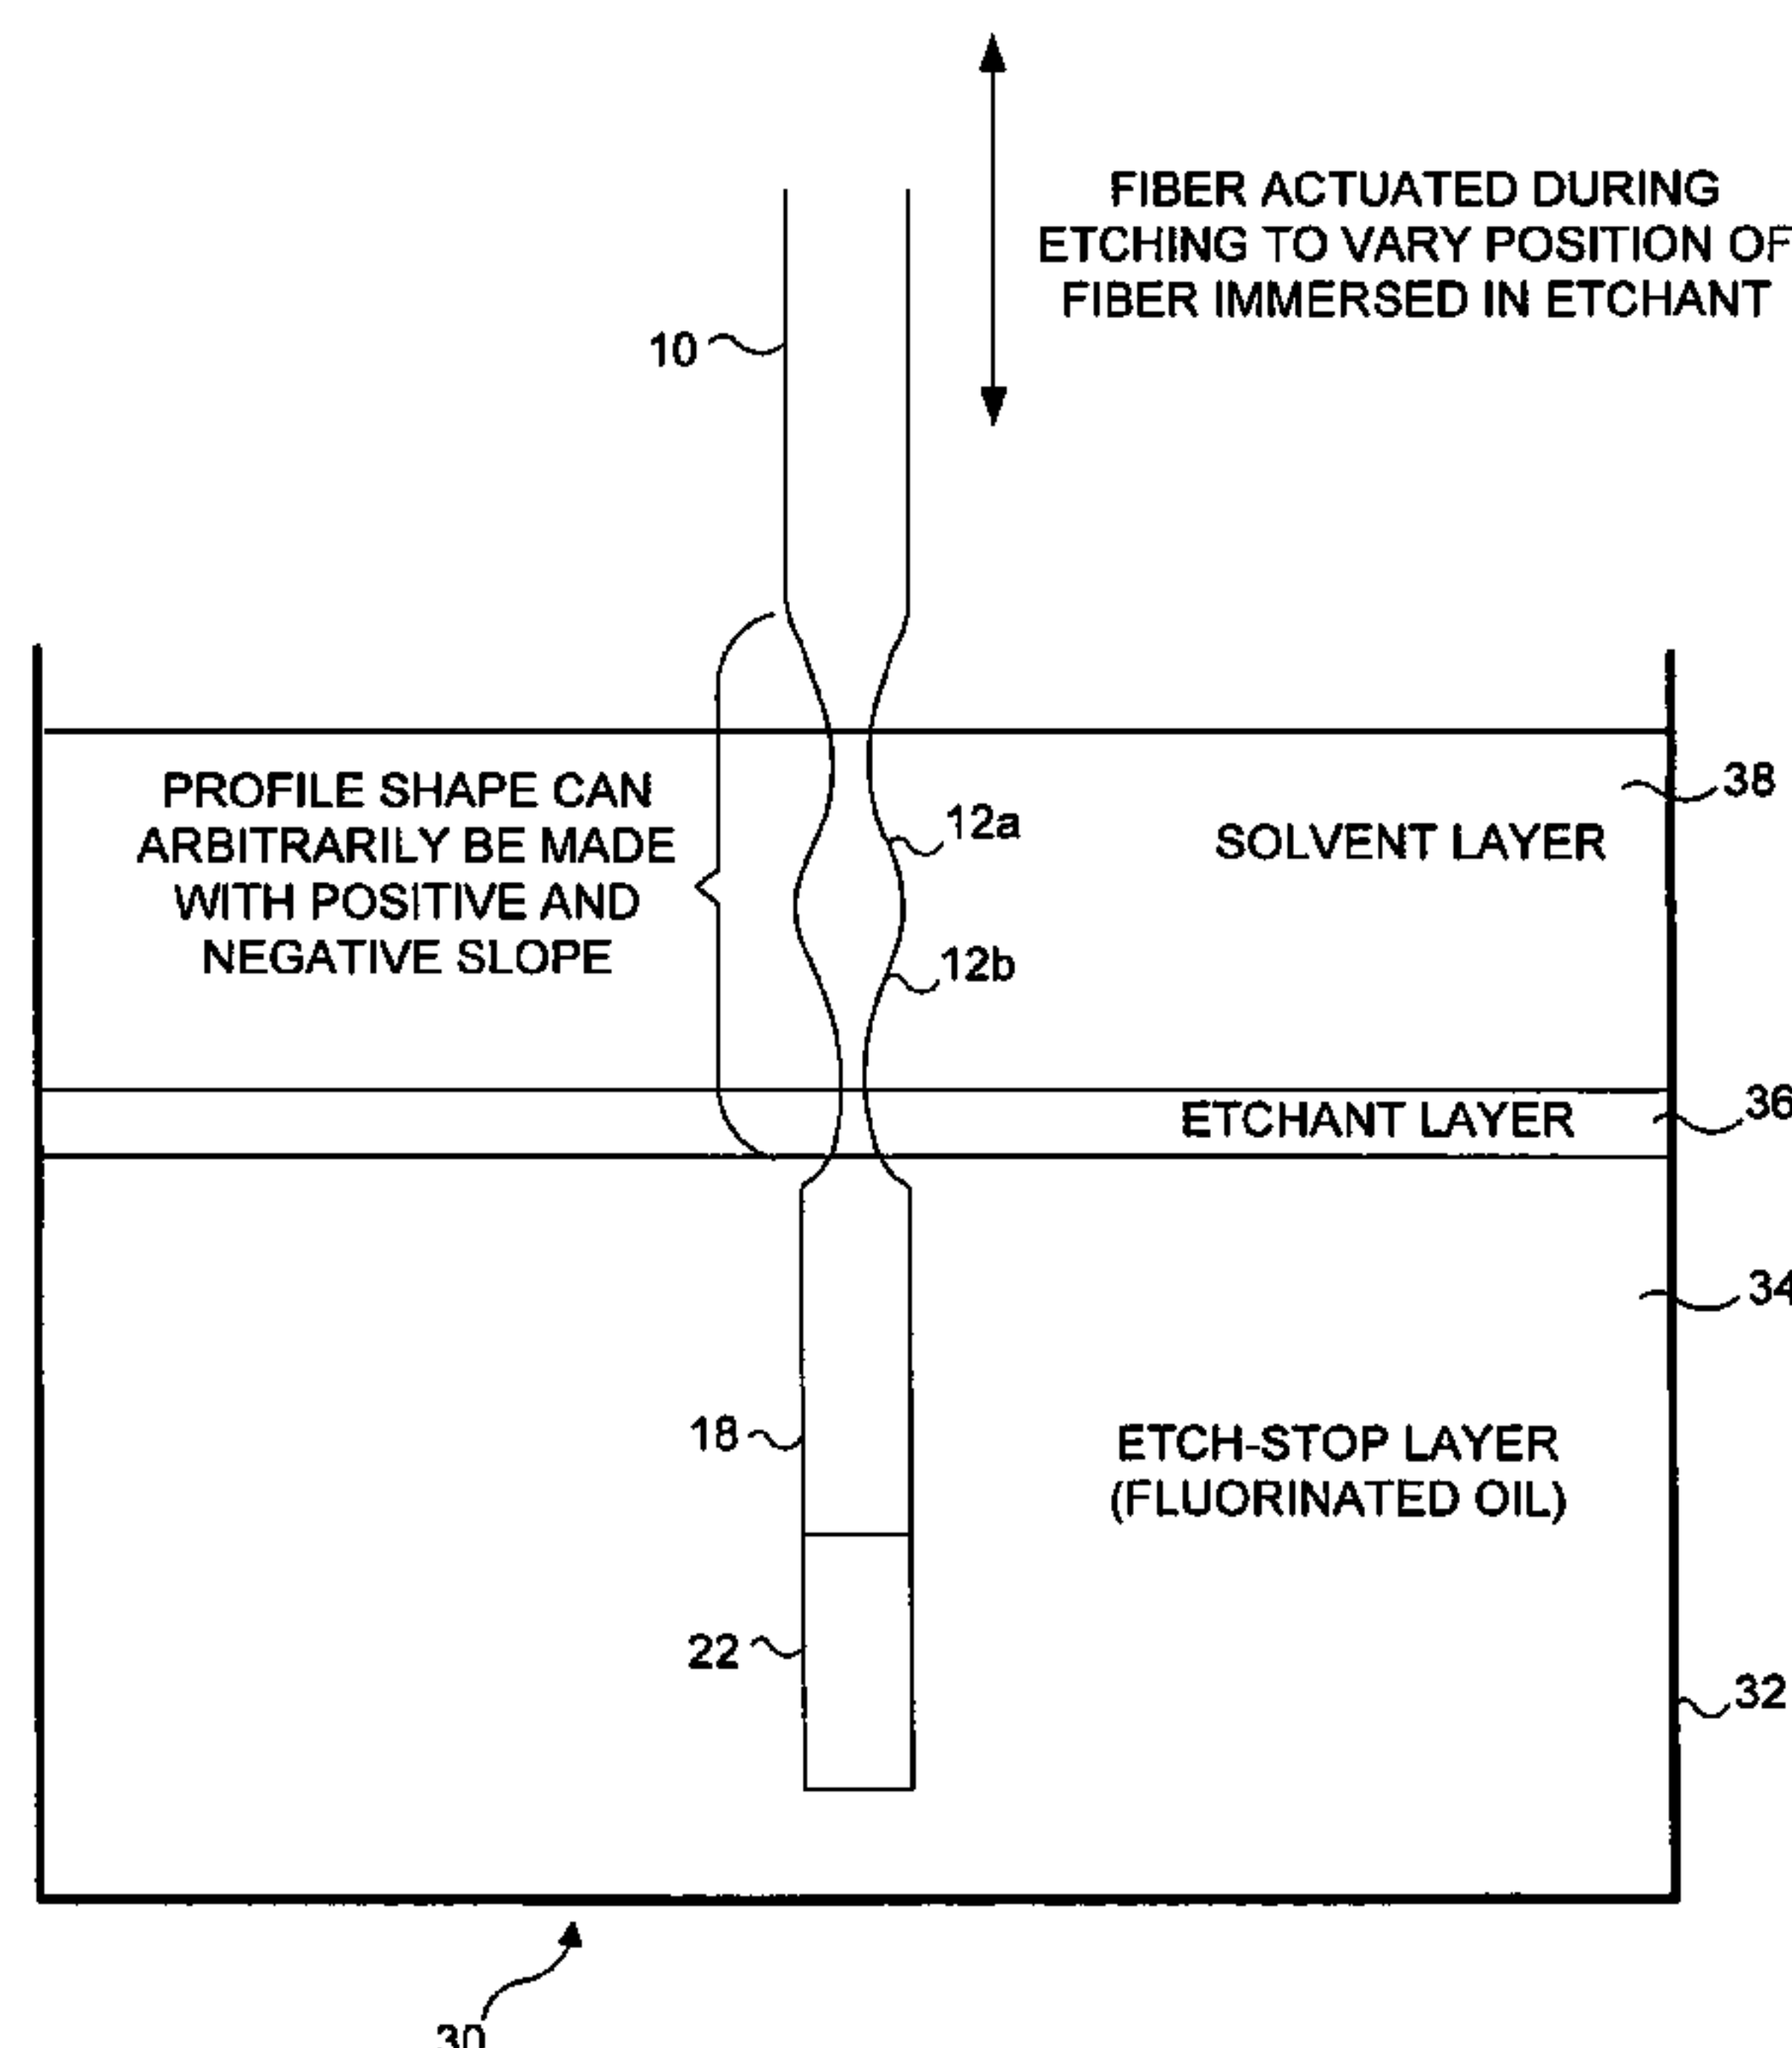 FIBER ACTUATED DURING
ETCHING TO VARY POSITION OF
FIBER IMMERSED IN ETCHANT
10
PROFILE SHAPE CAN
ARBITRARILY BE MADE
WITH POSITIVE AND
NEGATIVE SLOPE
38
12a
SOLVENT LAYER
12b
36
ETCHANT LAYER
34
18
ETCH-STOP LAYER
(FLUORINATED OIL)
22
32
30